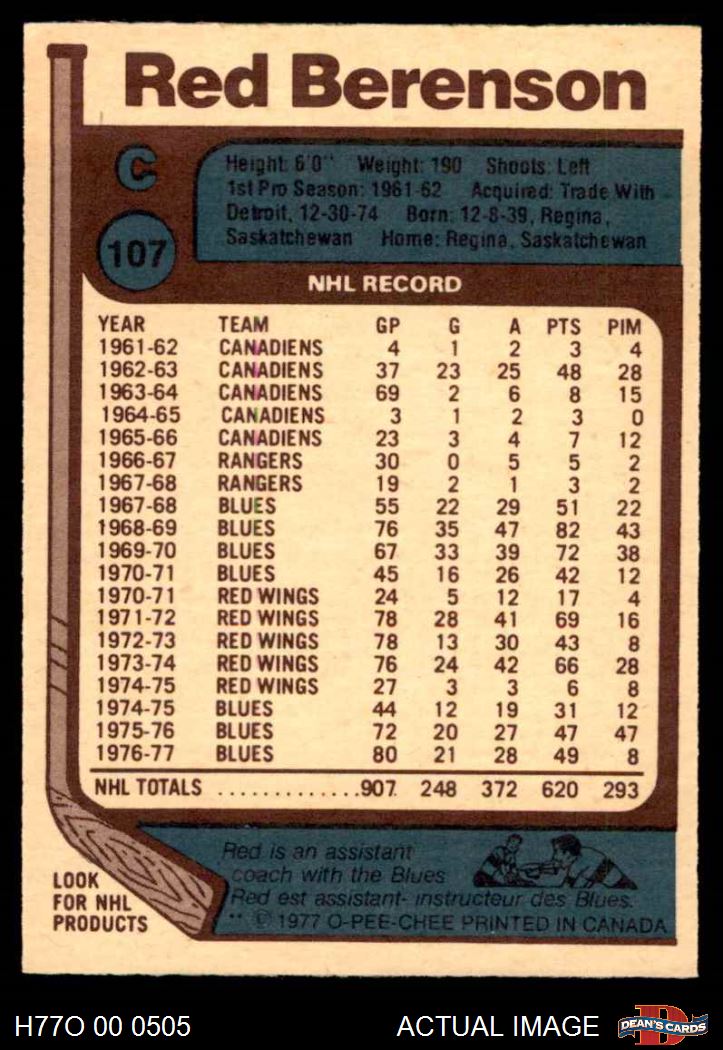 Red Berenson
C
107
Height: 6'0" Weight: 190 Shoots: Left
1st Pro Season: 1961-62 Acquired: Trade With
Detroit, 12-30-74 Born: 12-8-39, Regina,
Saskatchewan Home: Regina, Saskatchewan
NHL RECORD
YEAR TEAM GP G A PTS PIM
1961-62 CANADIENS 4 1 2 3 4
1962-63 CANADIENS 37 23 25 48 28
1963-64 CANADIENS 69 2 6 8 15
1964-65 CANADIENS 3 1 2 3 0
1965-66 CANADIENS 23 3 4 7 12
1966-67 RANGERS 30 0 5 5 2
1967-68 RANGERS 19 2 1 3 2
1967-68 BLUES 55 22 29 51 22
1968-69 BLUES 76 35 47 82 43
1969-70 BLUES 67 33 39 72 38
1970-71 BLUES 45 16 26 42 12
1970-71 RED WINGS 24 5 12 17 4
1971-72 RED WINGS 78 28 41 69 16
1972-73 RED WINGS 78 13 30 43 8
1973-74 RED WINGS 76 24 42 66 28
1974-75 RED WINGS 27 3 3 6 8
1974-75 BLUES 44 12 19 31 12
1975-76 BLUES 72 20 27 47 47
1976-77 BLUES 80 21 28 49 8
NHL TOTALS .............907 248 372 620 293
Red is an assistant
coach with the Blues
Red est assistant- instructeur des Blues.
** © 1977 O-PEE-CHEE PRINTED IN CANADA
LOOK
FOR NHL
PRODUCTS
H77O 00 0505 ACTUAL IMAGE
D
DEAN'S CARDS